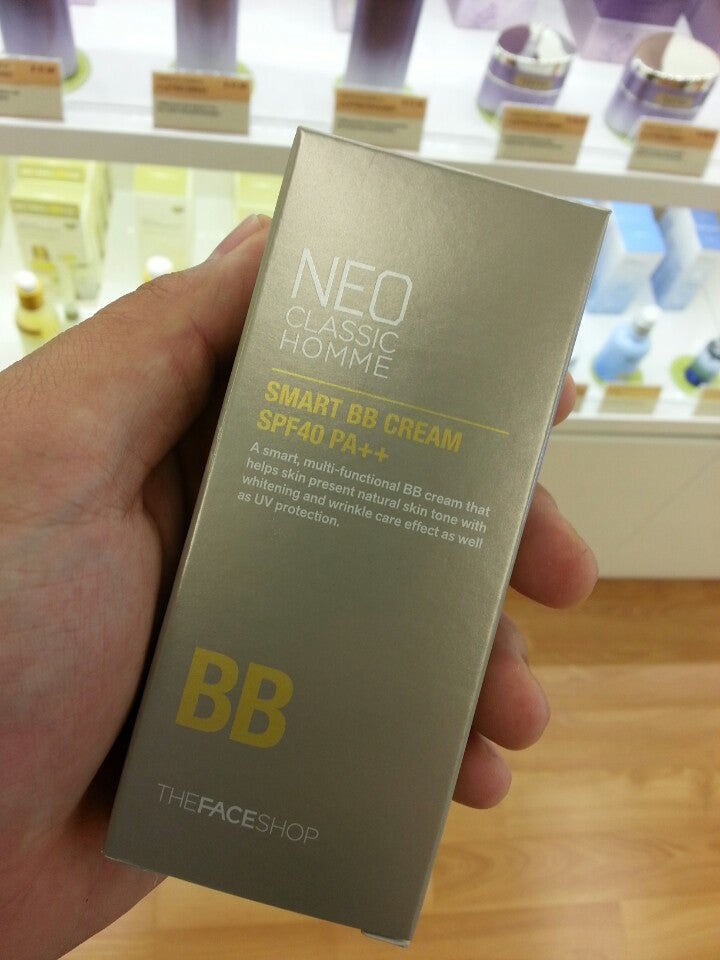 NEO
CLASSIC
HOMME
SMART BB CREAM
SPF40 PA++
A smart, multi-functional BB cream that
helps skin present natural skin tone with
whitening and wrinkle care effect as well
as UV protection.
BB
THEFACESHOP